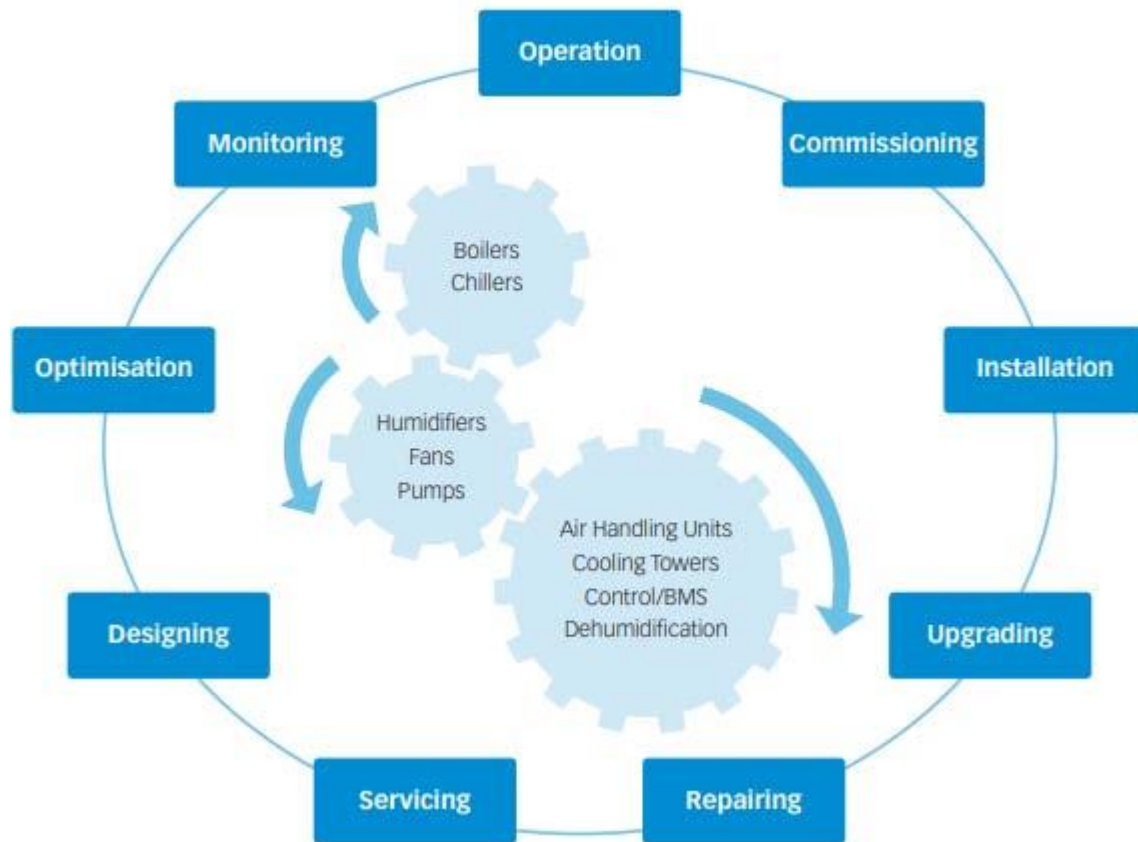 Operation
Monitoring
Commissioning
Boilers
Chillers
Optimisation
Installation
Humidifiers
Fans
Pumps
Air Handling Units
Cooling Towers
Control/BMS
Dehumidification
Designing
Upgrading
Servicing
Repairing